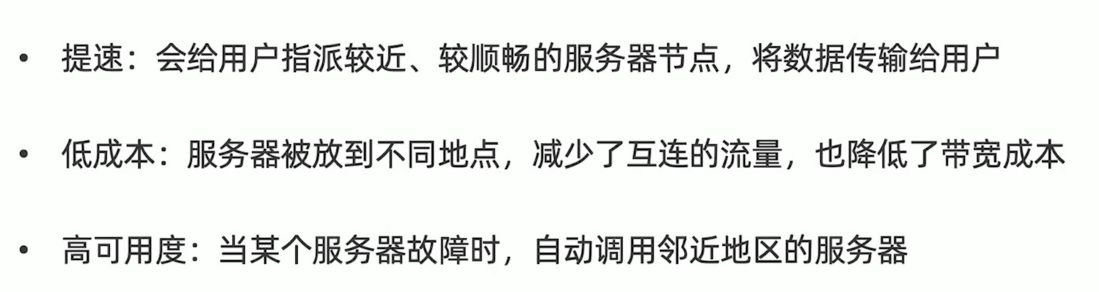 • 提速：会给用户指派较近、较顺畅的服务器节点，将数据传输给用户
• 低成本：服务器被放到不同地点，减少了互连的流量，也降低了带宽成本
• 高可用度：当某个服务器故障时，自动调用邻近地区的服务器